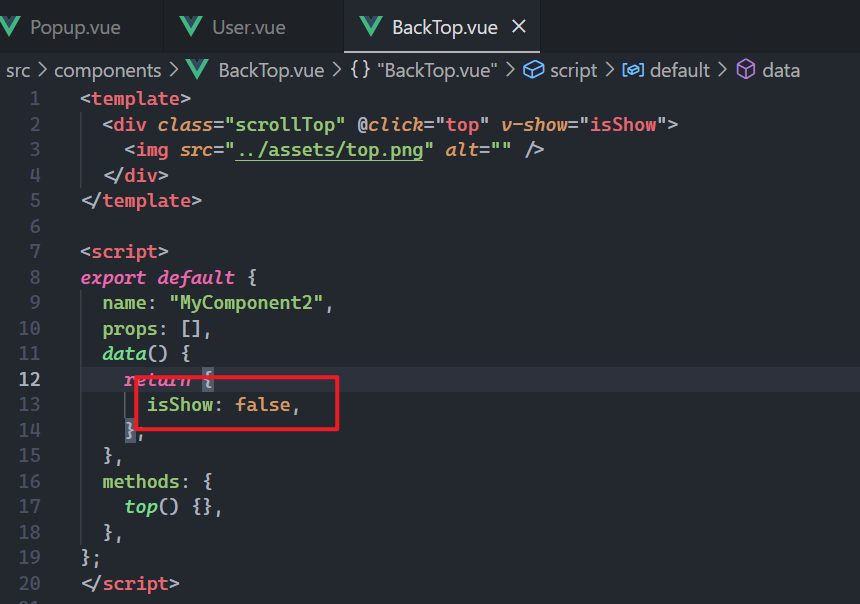 Popup.vue User.vue BackTop.vue ×
src > components > BackTop.vue > {} "BackTop.vue" > script > default > data
1 <template>
2 <div class="scrollTop" @click="top" v-show="isShow">
3 <img src="../assets/top.png" alt="" />
4 </div>
5 </template>
6
7 <script>
8 export default {
9 name: "MyComponent2",
10 props: [],
11 data() {
12 return {
13 isShow: false,
14 },
15 },
16 methods: {
17 top() {},
18 },
19 };
20 </script>